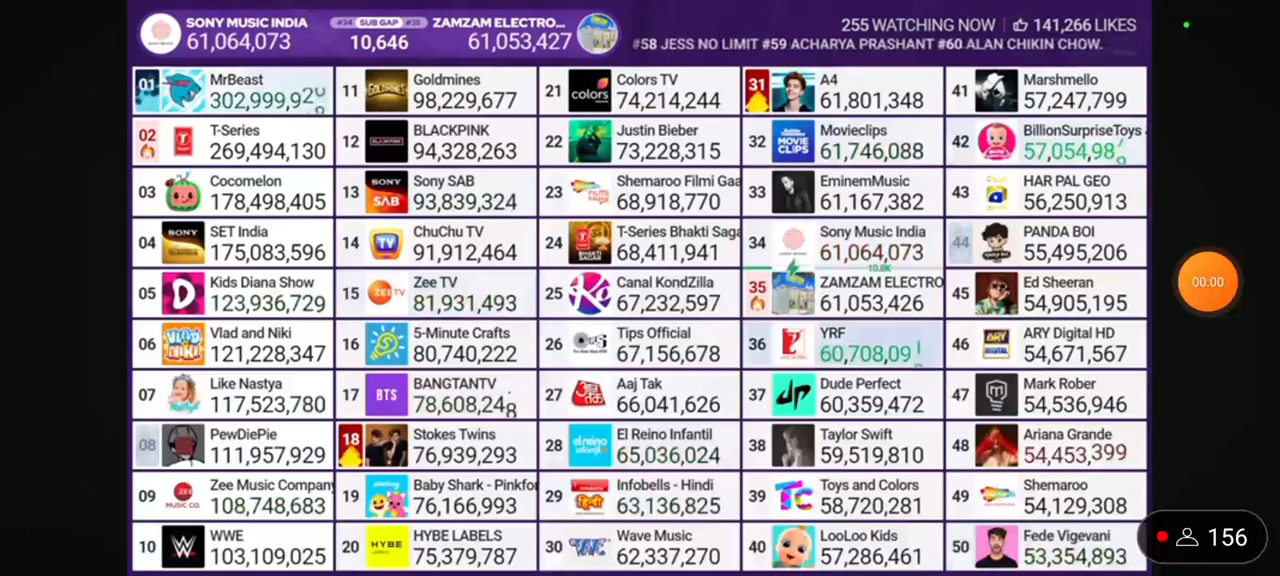 SONY MUSIC INDIA
61,064,073
#34 SUB GAP #35
10,646
ZAMZAM ELECTRO...
61,053,427
255 WATCHING NOW 141,266 LIKES
#58 JESS NO LIMIT #59 ACHARYA PRASHANT #60 ALAN CHIKIN CHOW.
01 MrBeast
302,999,9
02 T-Series
269,494,130
03 Cocomelon
178,498,405
04 SET India
175,083,596
05 Kids Diana Show
123,936,729
06 Vlad and Niki
121,228,347
07 Like Nastya
117,523,780
08 PewDiePie
111,957,929
09 Zee Music Company
108,748,683
10 WWE
103,109,025
11 Goldmines
98,229,677
12 BLACKPINK
94,328,263
13 Sony SAB
93,839,324
14 ChuChu TV
91,912,464
15 Zee TV
81,931,493
16 5-Minute Crafts
80,740,222
17 BANGTANTV
78,608,248
18 Stokes Twins
76,939,293
19 Baby Shark - Pinkfo
76,166,993
20 HYBE LABELS
75,379,787
21 Colors TV
74,214,244
22 Justin Bieber
73,228,315
23 Shemaroo Filmi Gaa
68,918,770
24 T-Series Bhakti Saga
68,411,941
25 Canal KondZilla
67,232,597
26 Tips Official
67,156,678
27 Aaj Tak
66,041,626
28 El Reino Infantil
65,036,024
29 Infobells - Hindi
63,136,825
30 Wave Music
62,337,270
31 A4
61,801,348
32 Movieclips
61,746,088
33 EminemMusic
61,167,382
34 Sony Music India
61,064,073
10.8K
35 ZAMZAM ELECTRO
61,053,426
36 YRF
60,708,09
37 Dude Perfect
60,359,472
38 Taylor Swift
59,519,810
39 Toys and Colors
58,720,281
40 LooLoo Kids
57,286,461
41 Marshmello
57,247,799
42 BillionSurpriseToys
57,054,98
43 HAR PAL GEO
56,250,913
44 PANDA BOI
55,495,206
45 Ed Sheeran
54,905,195
46 ARY Digital HD
54,671,567
47 Mark Rober
54,536,946
48 Ariana Grande
54,453,399
49 Shemaroo
54,129,308
50 Fede Vigevani
53,354,893
00:00
156